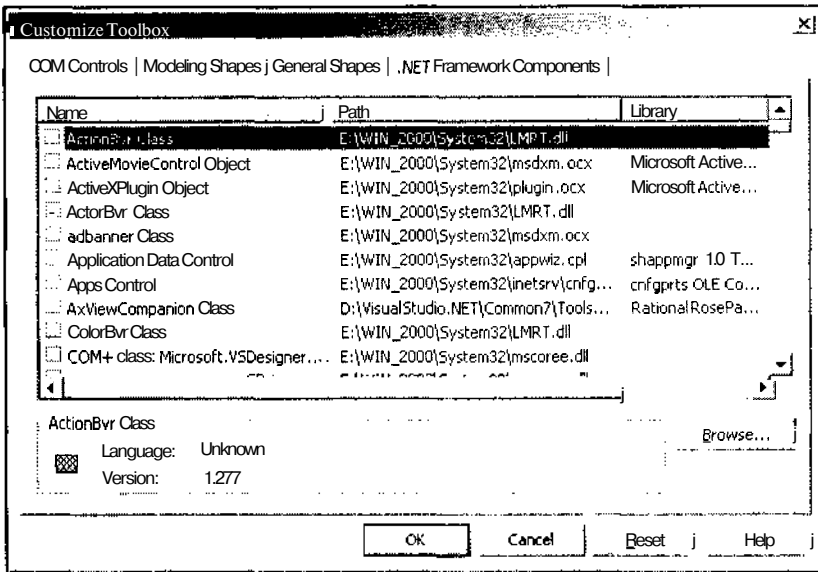 Customize Toolbox
COM Controls | Modeling Shapes | General Shapes | .NET Framework Components |
Name Path Library
ActionBvr Class E:\WIN_2000\System32\LMRT.dll
ActiveMovieControl Object E:\WIN_2000\System32\msdxm.ocx Microsoft Active...
ActiveXPlugin Object E:\WIN_2000\System32\plugin.ocx Microsoft Active...
ActorBvr Class E:\WIN_2000\System32\LMRT.dll
adbanner Class E:\WIN_2000\System32\msdxm.ocx
Application Data Control E:\WIN_2000\System32\appwiz.cpl shappmgr 1.0 T...
Apps Control E:\WIN_2000\System32\inetsrv\cnfg... cnfgprts OLE Co...
AxViewCompanion Class D:\VisualStudio.NET\Common7\Tools... RationalRosePa...
ColorBvr Class E:\WIN_2000\System32\LMRT.dll
COM+ class: Microsoft.VSDesigner.... E:\WIN_2000\System32\mscoree.dll
ActionBvr Class
Browse...
Language: Unknown
Version: 1.277
OK Cancel Reset Help